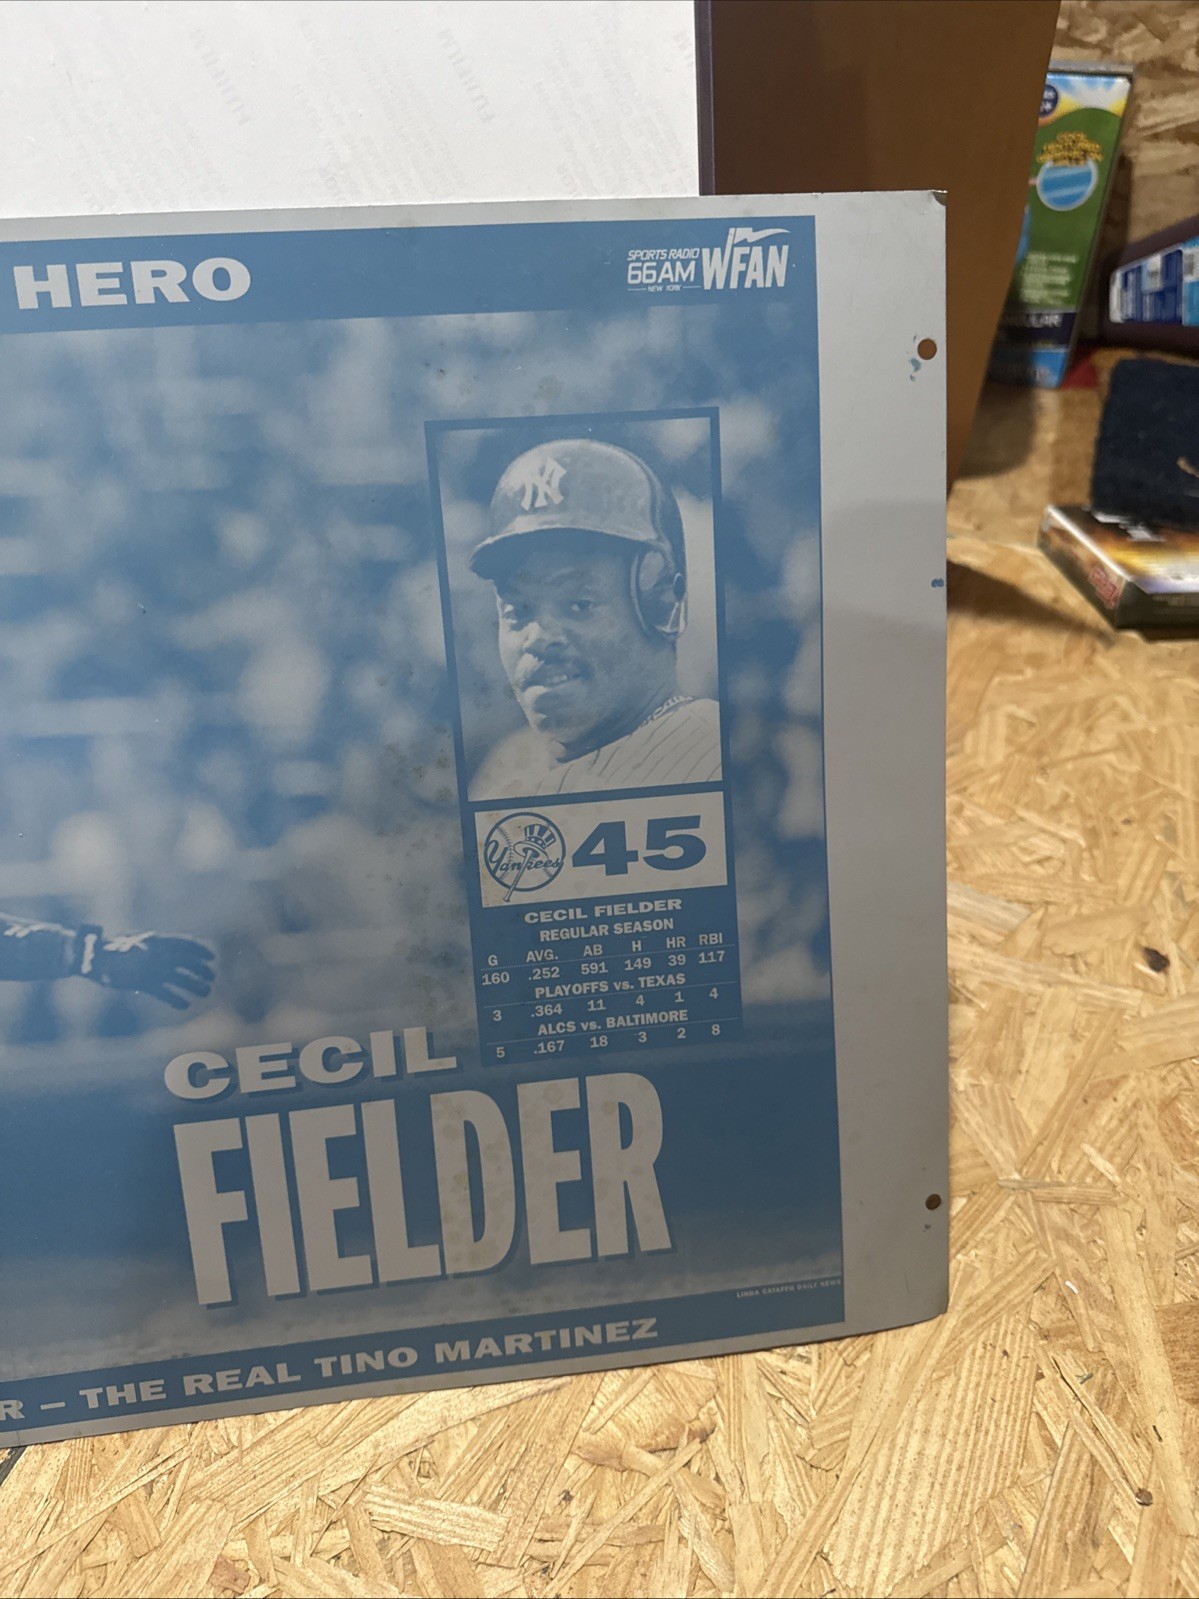 HERO
SPORTS RADIO
66AM WFAN
NEW YORK
NY
Yankees
45
CECIL FIELDER
REGULAR SEASON
G AVG. AB H HR RBI
160 .252 591 149 39 117
PLAYOFFS vs. TEXAS
3 .364 11 4 1 4
ALCS vs. BALTIMORE
5 .167 18 3 2 8
CECIL
FIELDER
LINDA CATAFFO DAILY NEWS
R – THE REAL TINO MARTINEZ